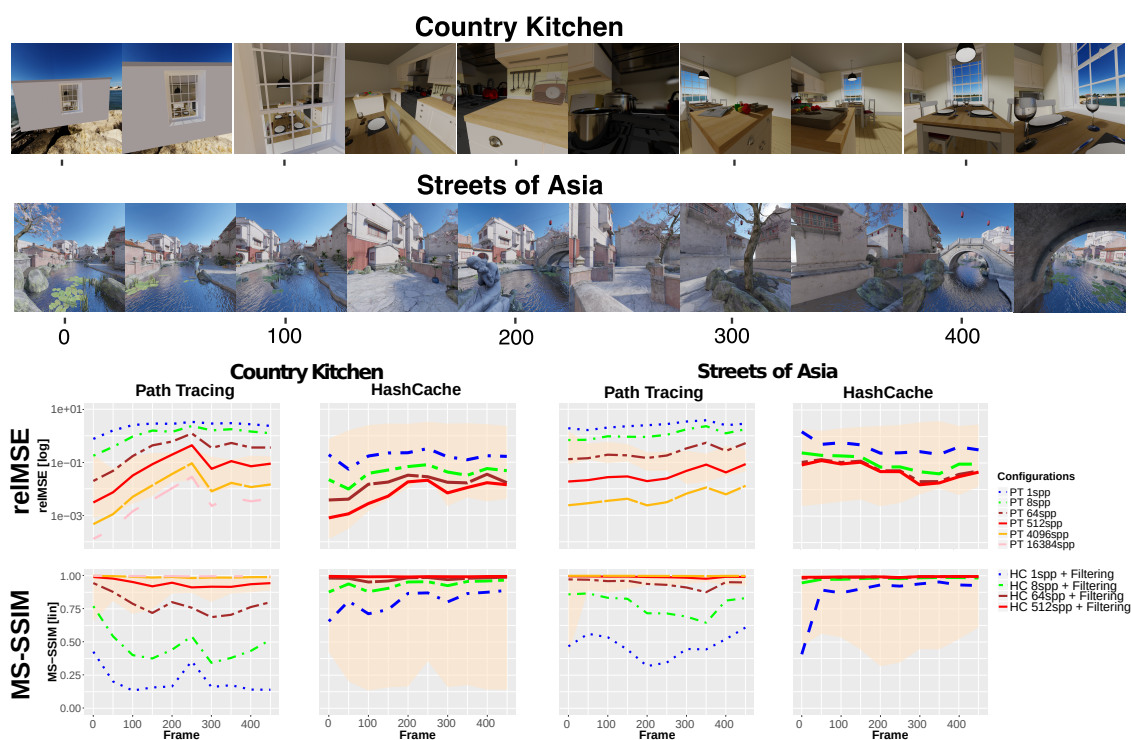 Country Kitchen
Streets of Asia
0 100 200 300 400
Country Kitchen Streets of Asia
Path Tracing HashCache Path Tracing HashCache
relMSE
relMSE [log]
1e+01
1e−01
1e−03
Configurations
PT 1spp
PT 8spp
PT 64spp
PT 512spp
PT 4096spp
PT 16384spp
MS-SSIM
MS−SSIM [lin]
1.00
0.75
0.50
0.25
0.00
HC 1spp + Filtering
HC 8spp + Filtering
HC 64spp + Filtering
HC 512spp + Filtering
0 100 200 300 400 0 100 200 300 400 0 100 200 300 400 0 100 200 300 400
Frame Frame Frame Frame